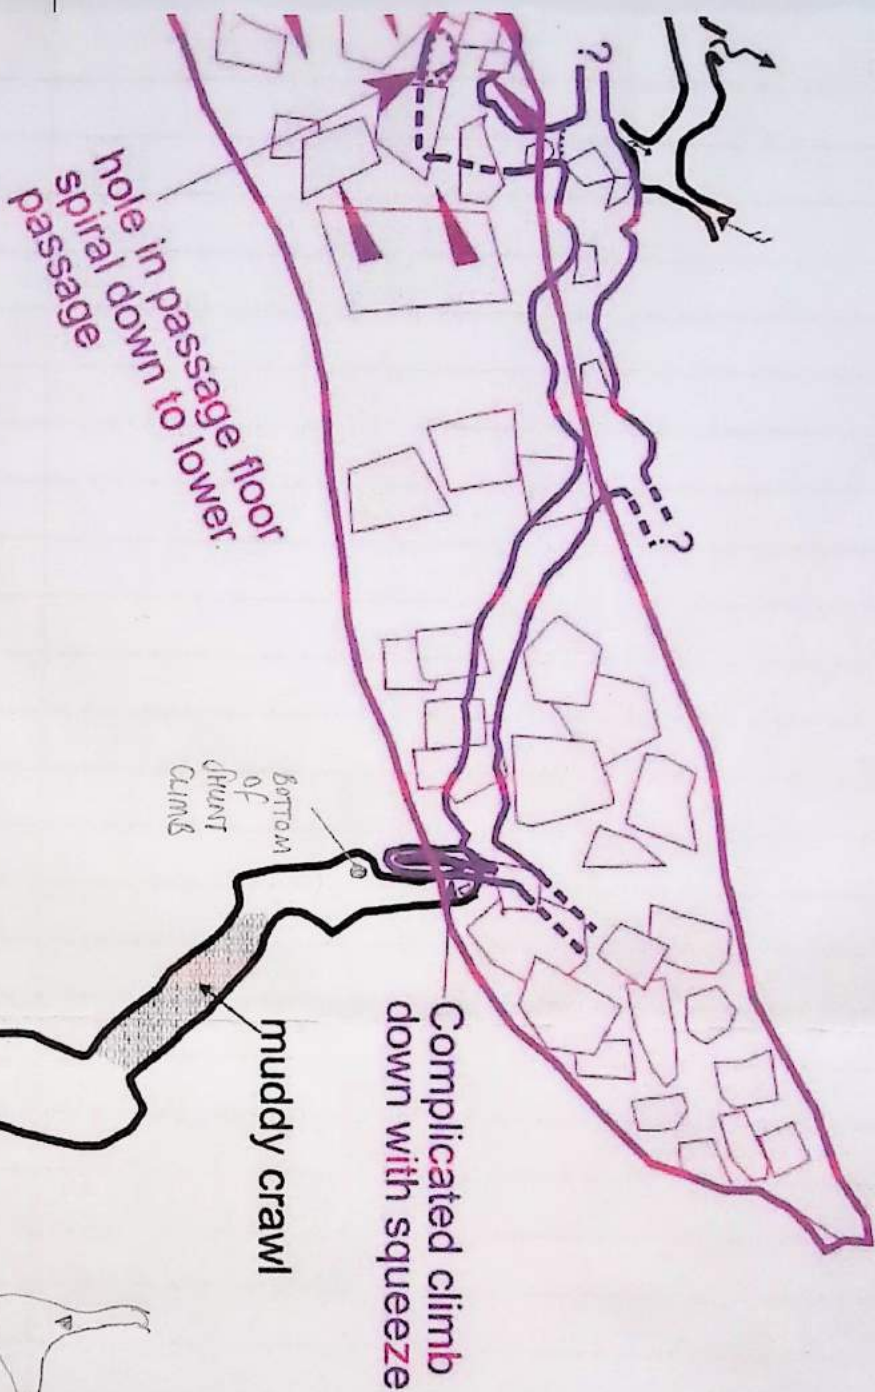 ?
?
hole in passage floor
spiral down to lower
passage
BOTTOM
OF
SHUNT
CLIMB
Complicated climb
down with squeeze
muddy crawl